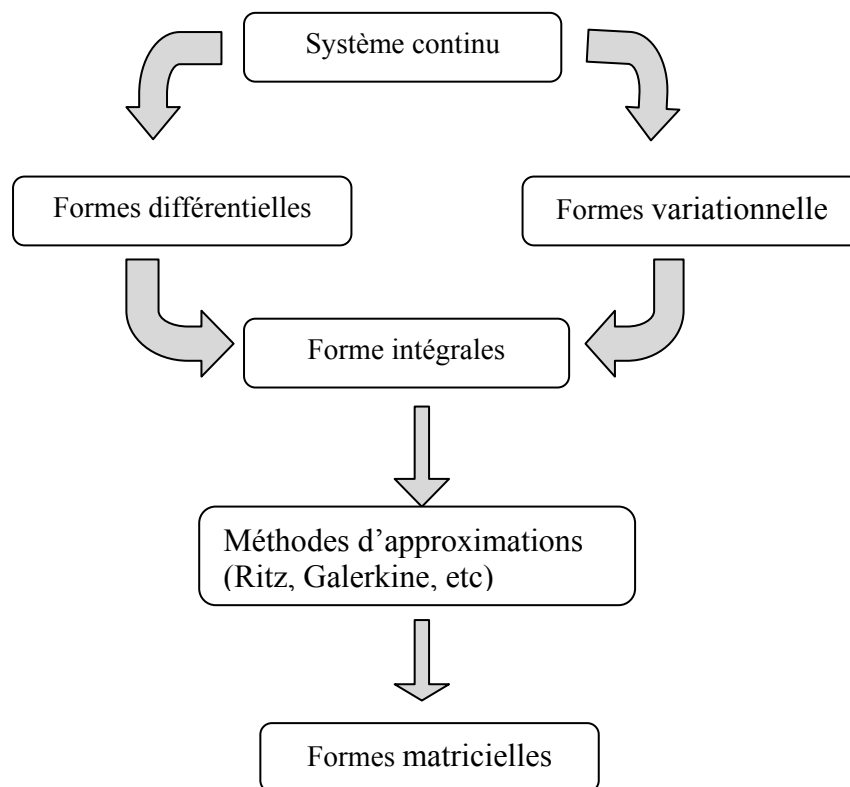 Système continu
Formes différentielles
Formes variationnelle
Forme intégrales
Méthodes d’approximations
(Ritz, Galerkine, etc)
Formes matricielles